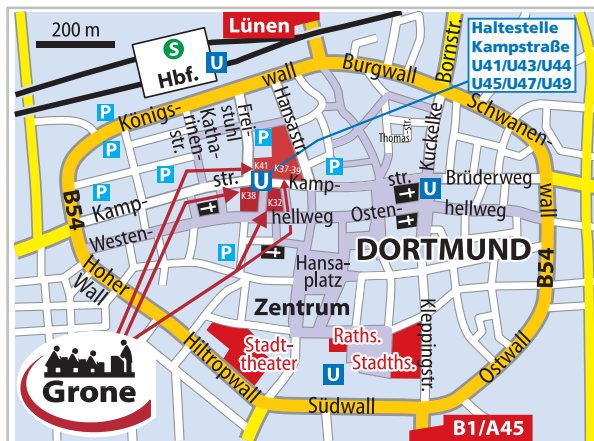 200 m
Lünen
S
Hbf.
U
Haltestelle
Kampstraße
U41/U43/U44
U45/U47/U49
Bornstr.
Burgwall
wall
Königs-
Schwanen-
wall
P
P
P
P
P
P
P
Katha-
rinen-
str.
Frei-
stuhl
Hansastr.
Thomas-
str.
Kuckelke-
str.
Brüderweg
U
K41
K37-39
K38
K32
U
Kamp-
str.
Kamp-
Westen-
hellweg
Osten-
hellweg
B54
B54
Hoher
Wall
DORTMUND
Hansa-
platz
Zentrum
Stadt-
theater
Raths.
Stadths.
U
Kleppingstr.
Ostwall
Hiltropwall
Südwall
Grone
B1/A45